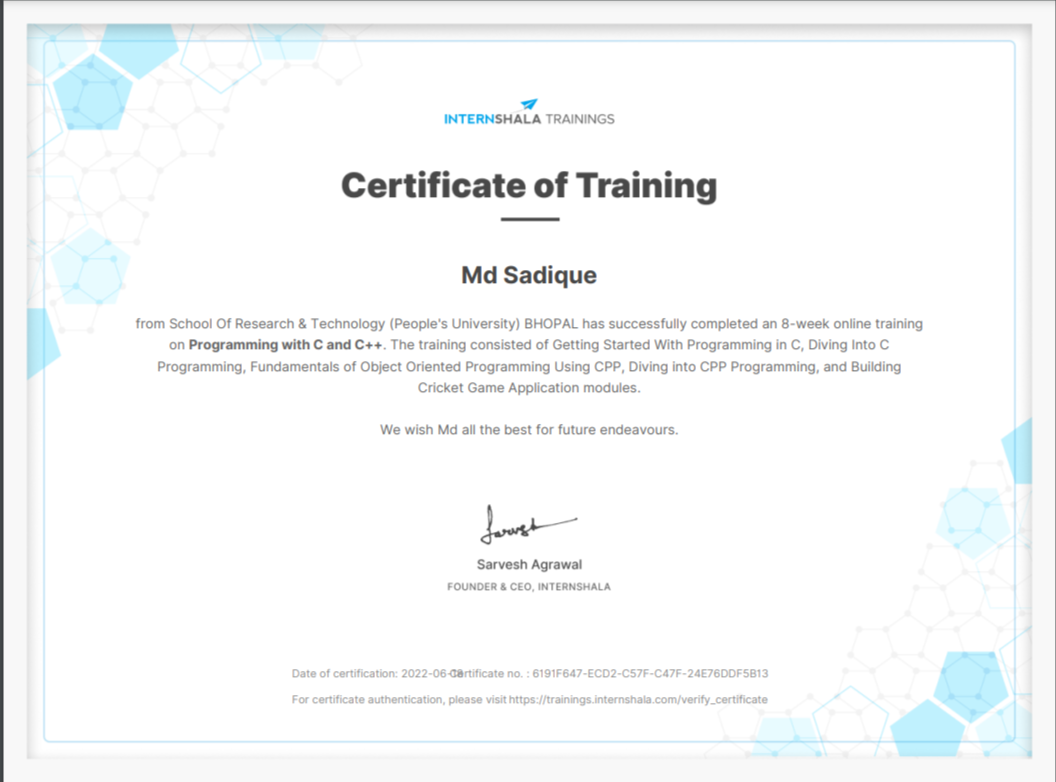 INTERNSHALA TRAININGS
Certificate of Training
Md Sadique
from School Of Research & Technology (People's University) BHOPAL has successfully completed an 8-week online training
on Programming with C and C++. The training consisted of Getting Started With Programming in C, Diving Into C
Programming, Fundamentals of Object Oriented Programming Using CPP, Diving into CPP Programming, and Building
Cricket Game Application modules.
We wish Md all the best for future endeavours.
Sarvesh
Sarvesh Agrawal
FOUNDER & CEO, INTERNSHALA
Date of certification: 2022-06- Certificate no. : 6191F647-ECD2-C57F-C47F-24E76DDF5B13
For certificate authentication, please visit https://trainings.internshala.com/verify_certificate